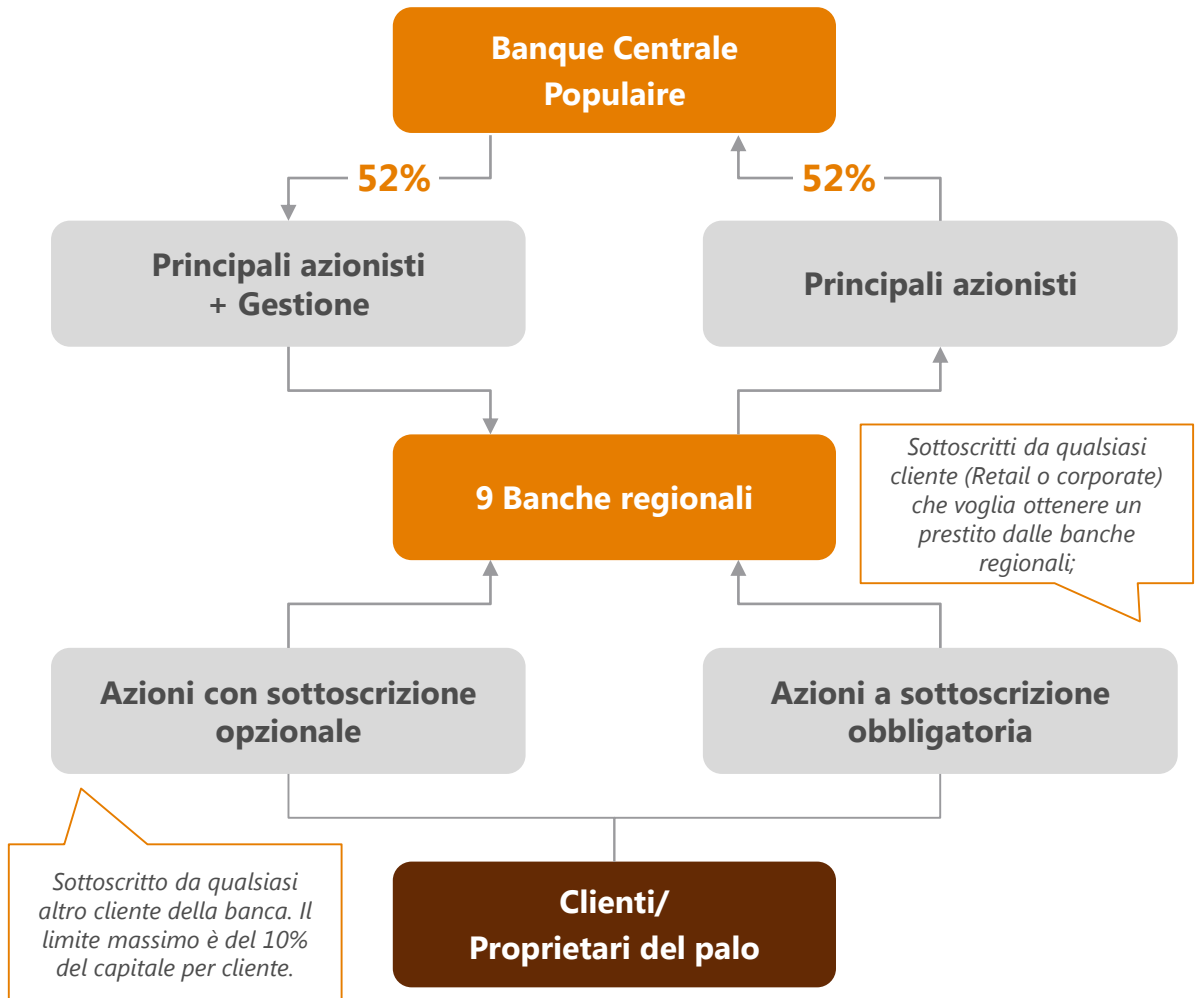 Banque Centrale
Populaire
52%
52%
Principali azionisti
+ Gestione
Principali azionisti
9 Banche regionali
Sottoscritti da qualsiasi
cliente (Retail o corporate)
che voglia ottenere un
prestito dalle banche
regionali;
Azioni con sottoscrizione
opzionale
Azioni a sottoscrizione
obbligatoria
Sottoscritto da qualsiasi
altro cliente della banca. Il
limite massimo è del 10%
del capitale per cliente.
Clienti/
Proprietari del palo